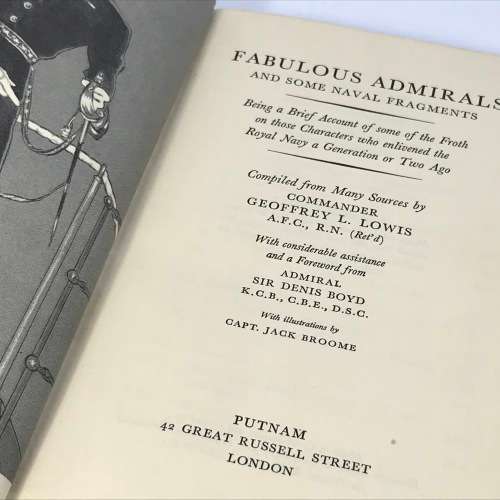 FABULOUS ADMIRALS
AND SOME NAVAL FRAGMENTS
Being a Brief Account of some of the Froth
on those Characters who enlivened the
Royal Navy a Generation or Two Ago
Compiled from Many Sources by
COMMANDER
GEOFFREY L. LOWIS
A.F.C., R.N. (Ret'd)
With considerable assistance
and a Foreword from
ADMIRAL
SIR DENIS BOYD
K.C.B., C.B.E., D.S.C.
With illustrations by
CAPT. JACK BROOME
PUTNAM
42 GREAT RUSSELL STREET
LONDON